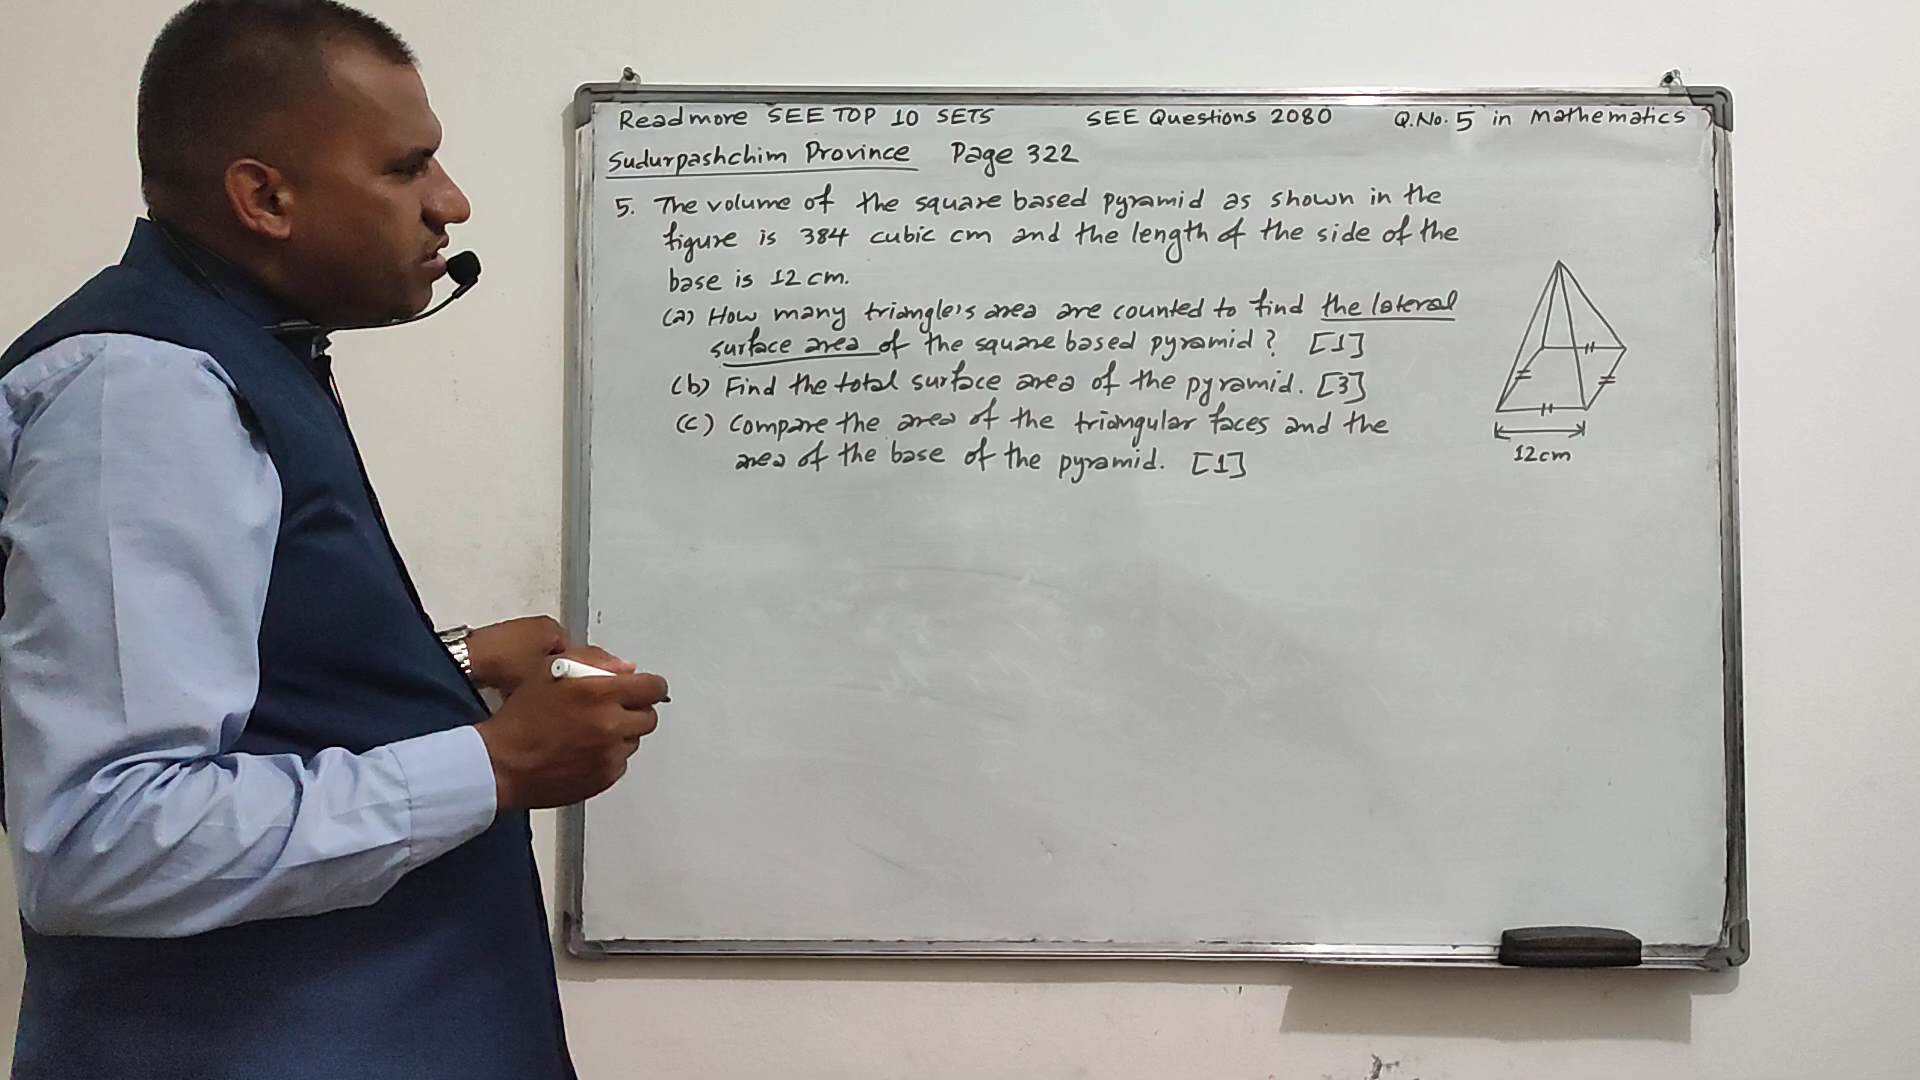 Readmore SEE TOP 10 SETS SEE Questions 2080 Q.No. 5 in Mathematics
Sudurpashchim Province Page 322
5. The volume of the square based pyramid as shown in the
figure is 384 cubic cm and the length of the side of the
base is 12 cm.
(a) How many triangle's area are counted to find the lateral
surface area of the square based pyramid? [1]
(b) Find the total surface area of the pyramid. [3]
(c) Compare the area of the triangular faces and the
area of the base of the pyramid. [1]
12cm